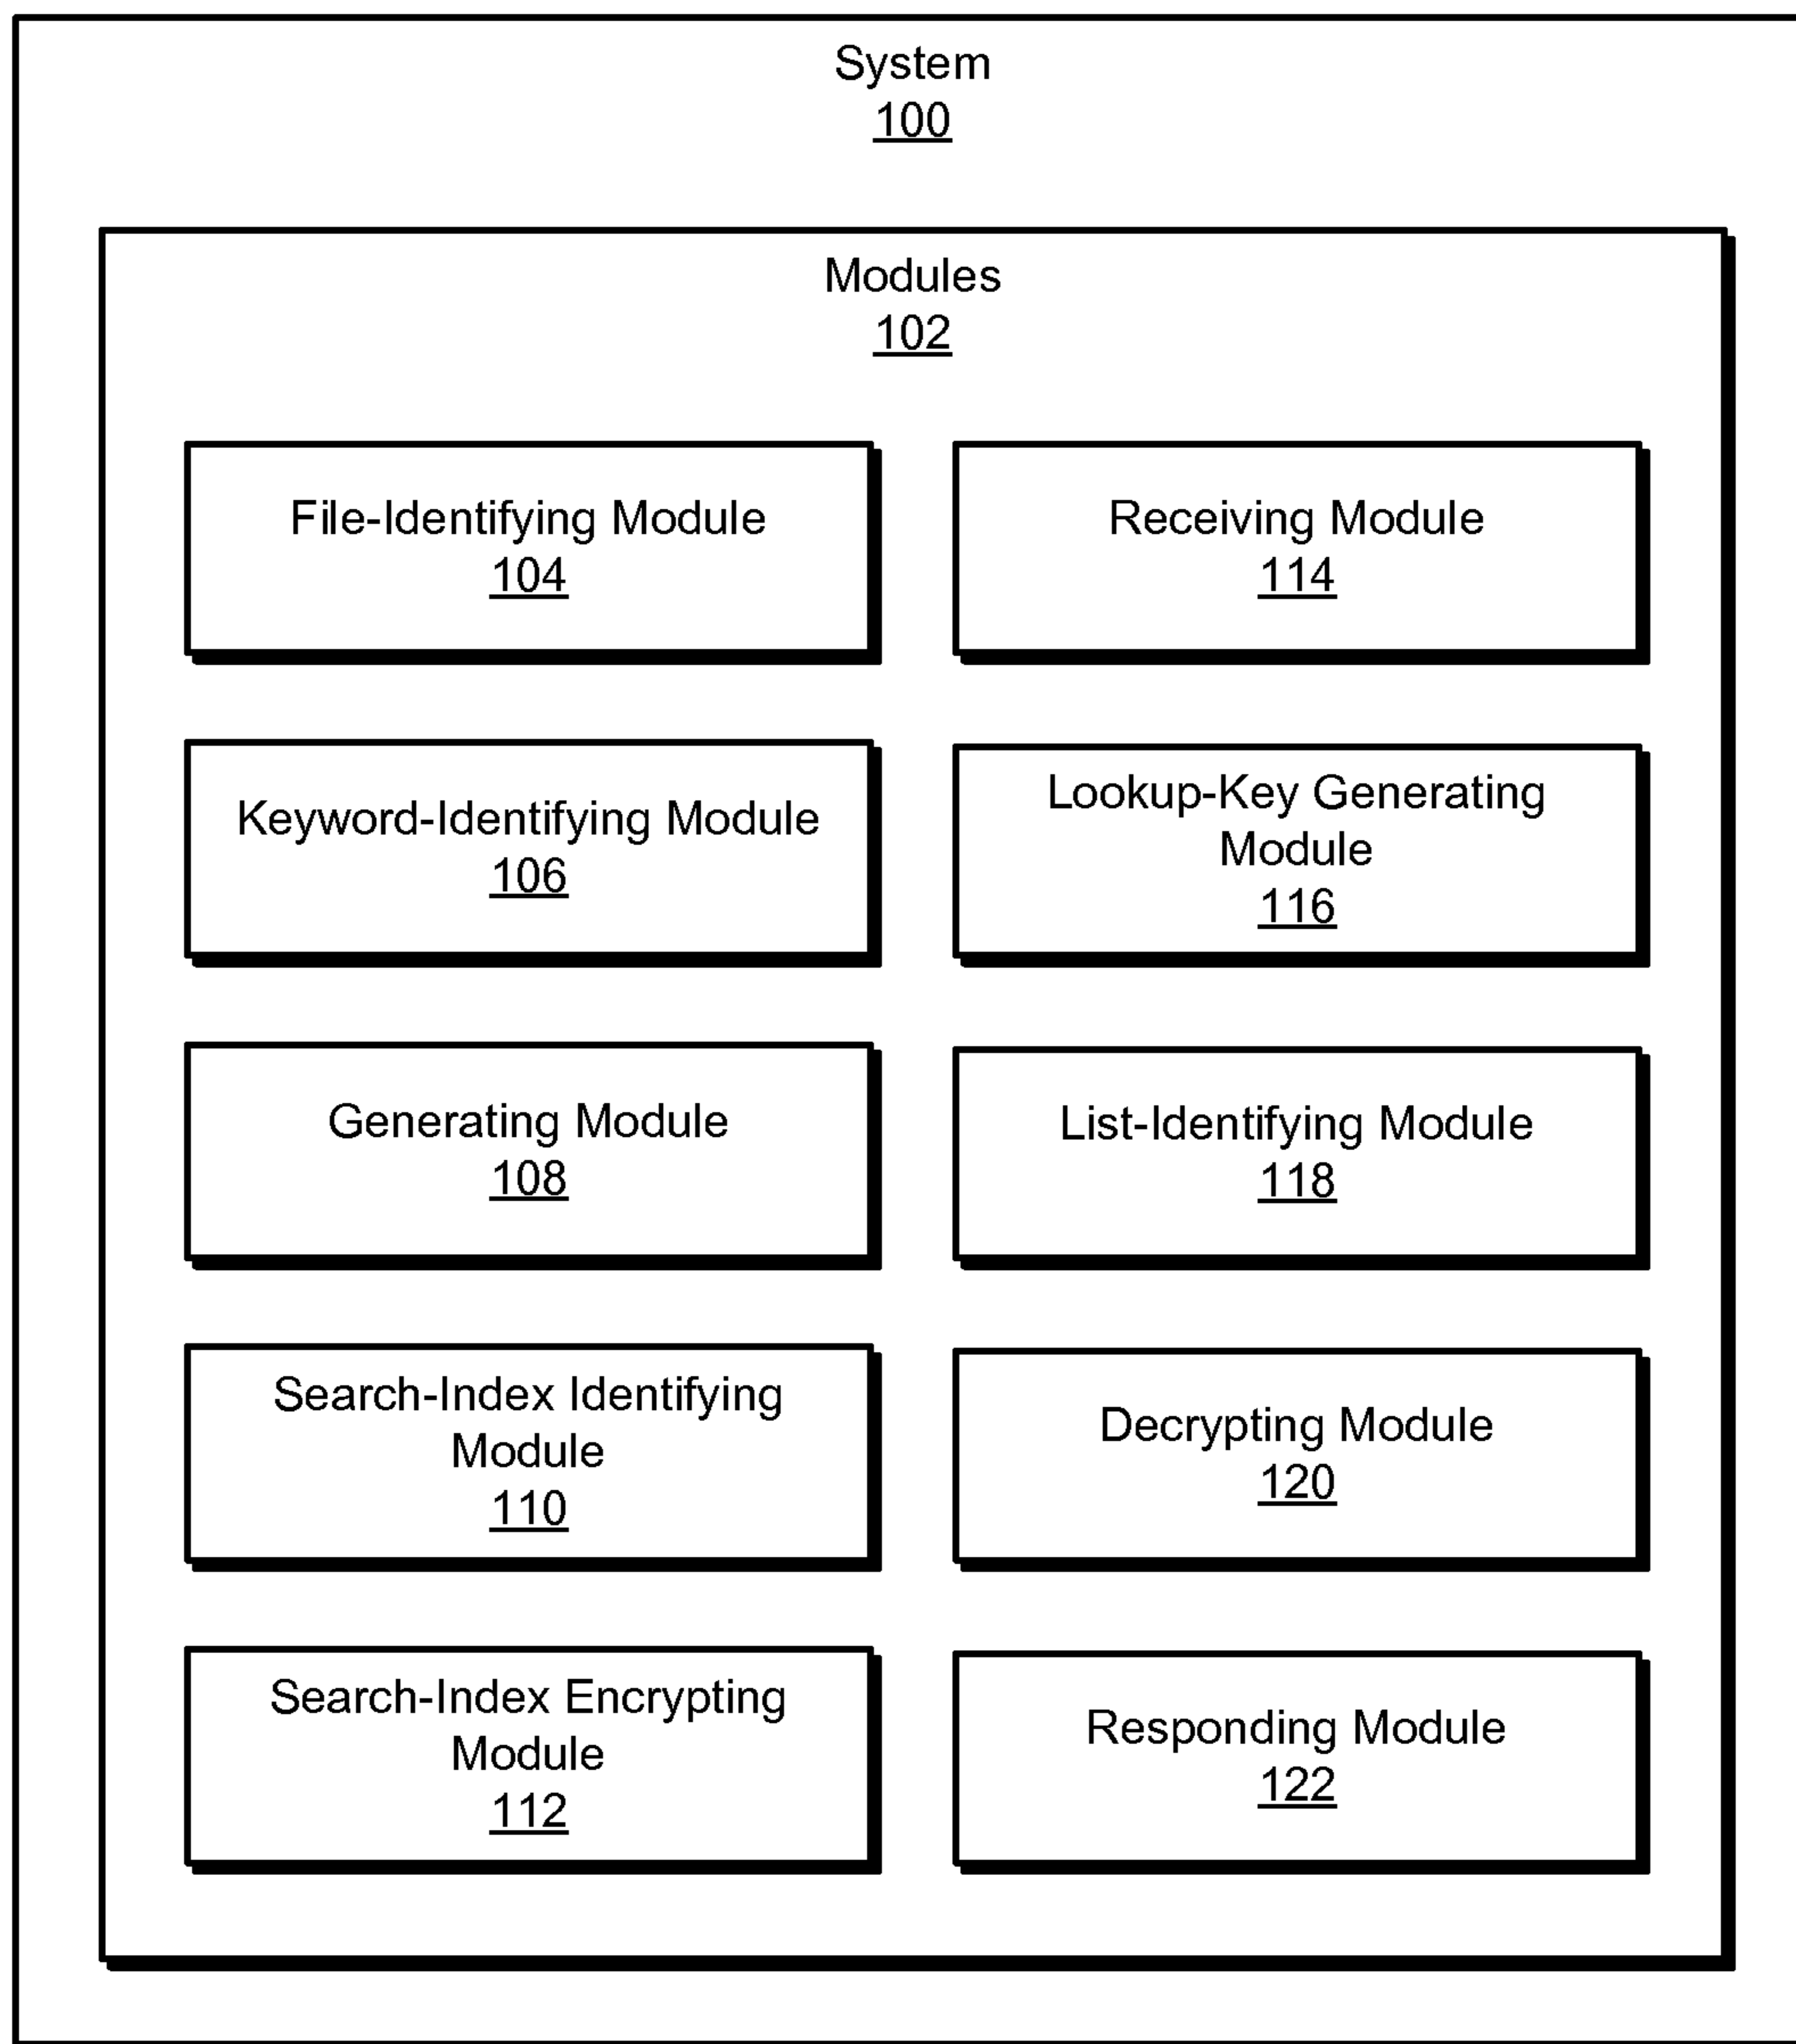 System
100
Modules
102
File-Identifying Module
104
Keyword-Identifying Module
106
Generating Module
108
Search-Index Identifying
Module
110
Search-Index Encrypting
Module
112
Receiving Module
114
Lookup-Key Generating
Module
116
List-Identifying Module
118
Decrypting Module
120
Responding Module
122